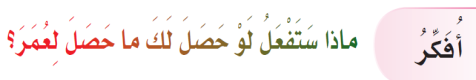 أُفَكِّرُ
ماذا سَتَفْعَلُ لَوْ حَصَلَ لَكَ ما حَصَلَ لِعُمَرَ؟